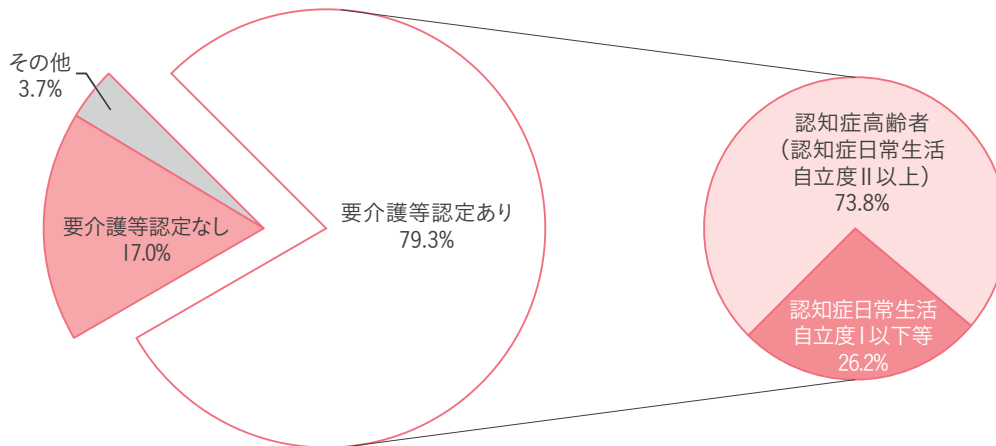 その他
3.7%
要介護等認定なし
17.0%
要介護等認定あり
79.3%
認知症高齢者
（認知症日常生活
自立度Ⅱ以上）
73.8%
認知症日常生活
自立度Ⅰ以下等
26.2%